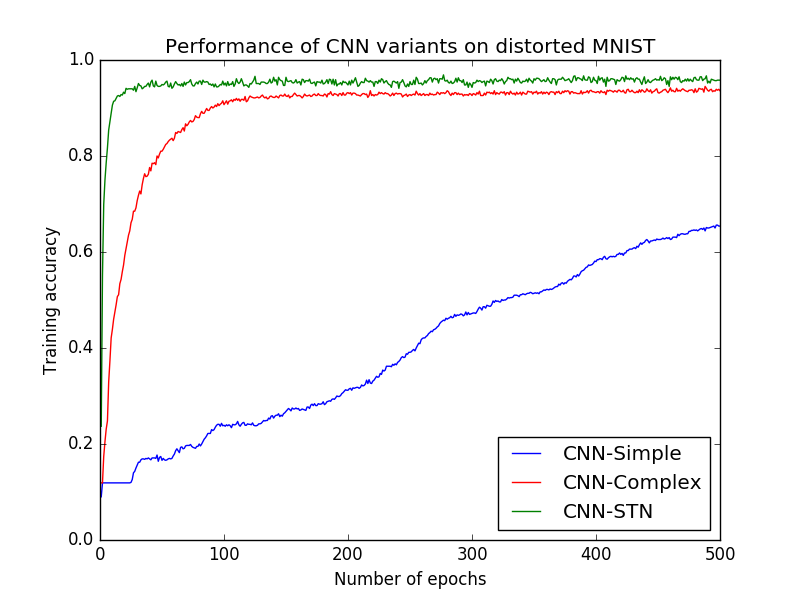 Performance of CNN variants on distorted MNIST
1.0
0.8
0.6
0.4
0.2
0.0
Training accuracy
CNN-Simple
CNN-Complex
CNN-STN
0 100 200 300 400 500
Number of epochs